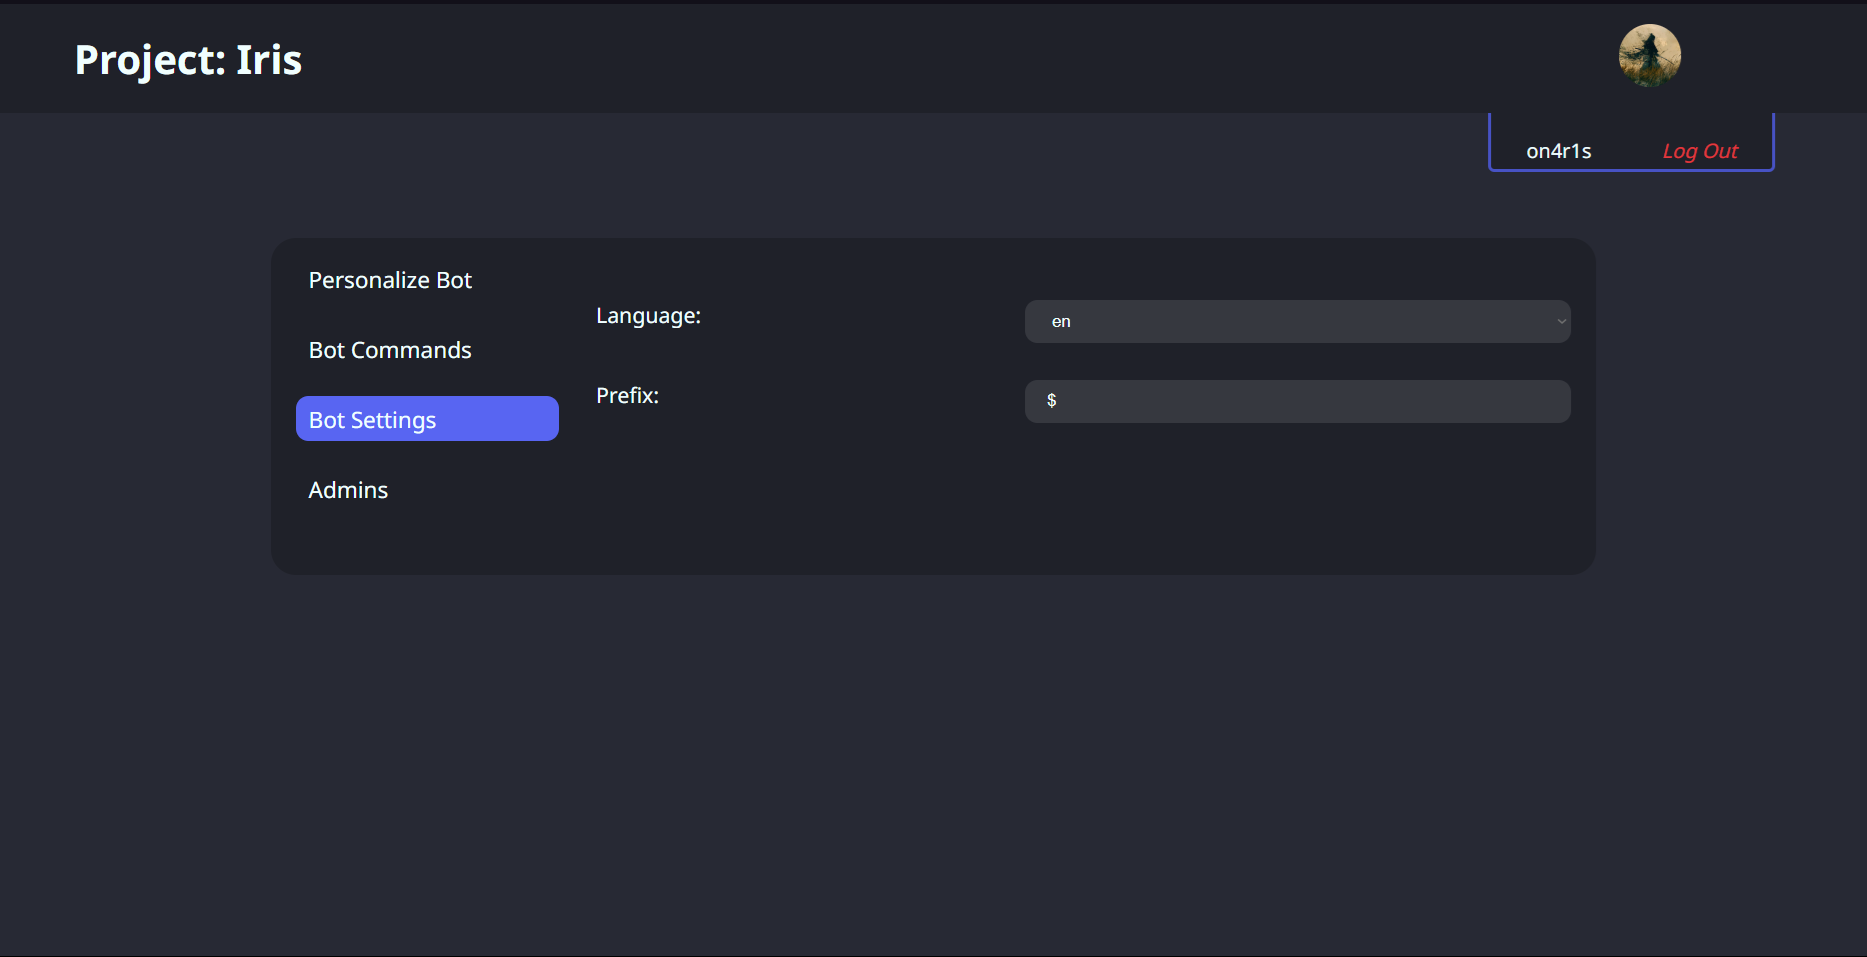 Project: Iris
on4r1s Log Out
Personalize Bot
Bot Commands
Bot Settings
Admins
Language: en
Prefix: $